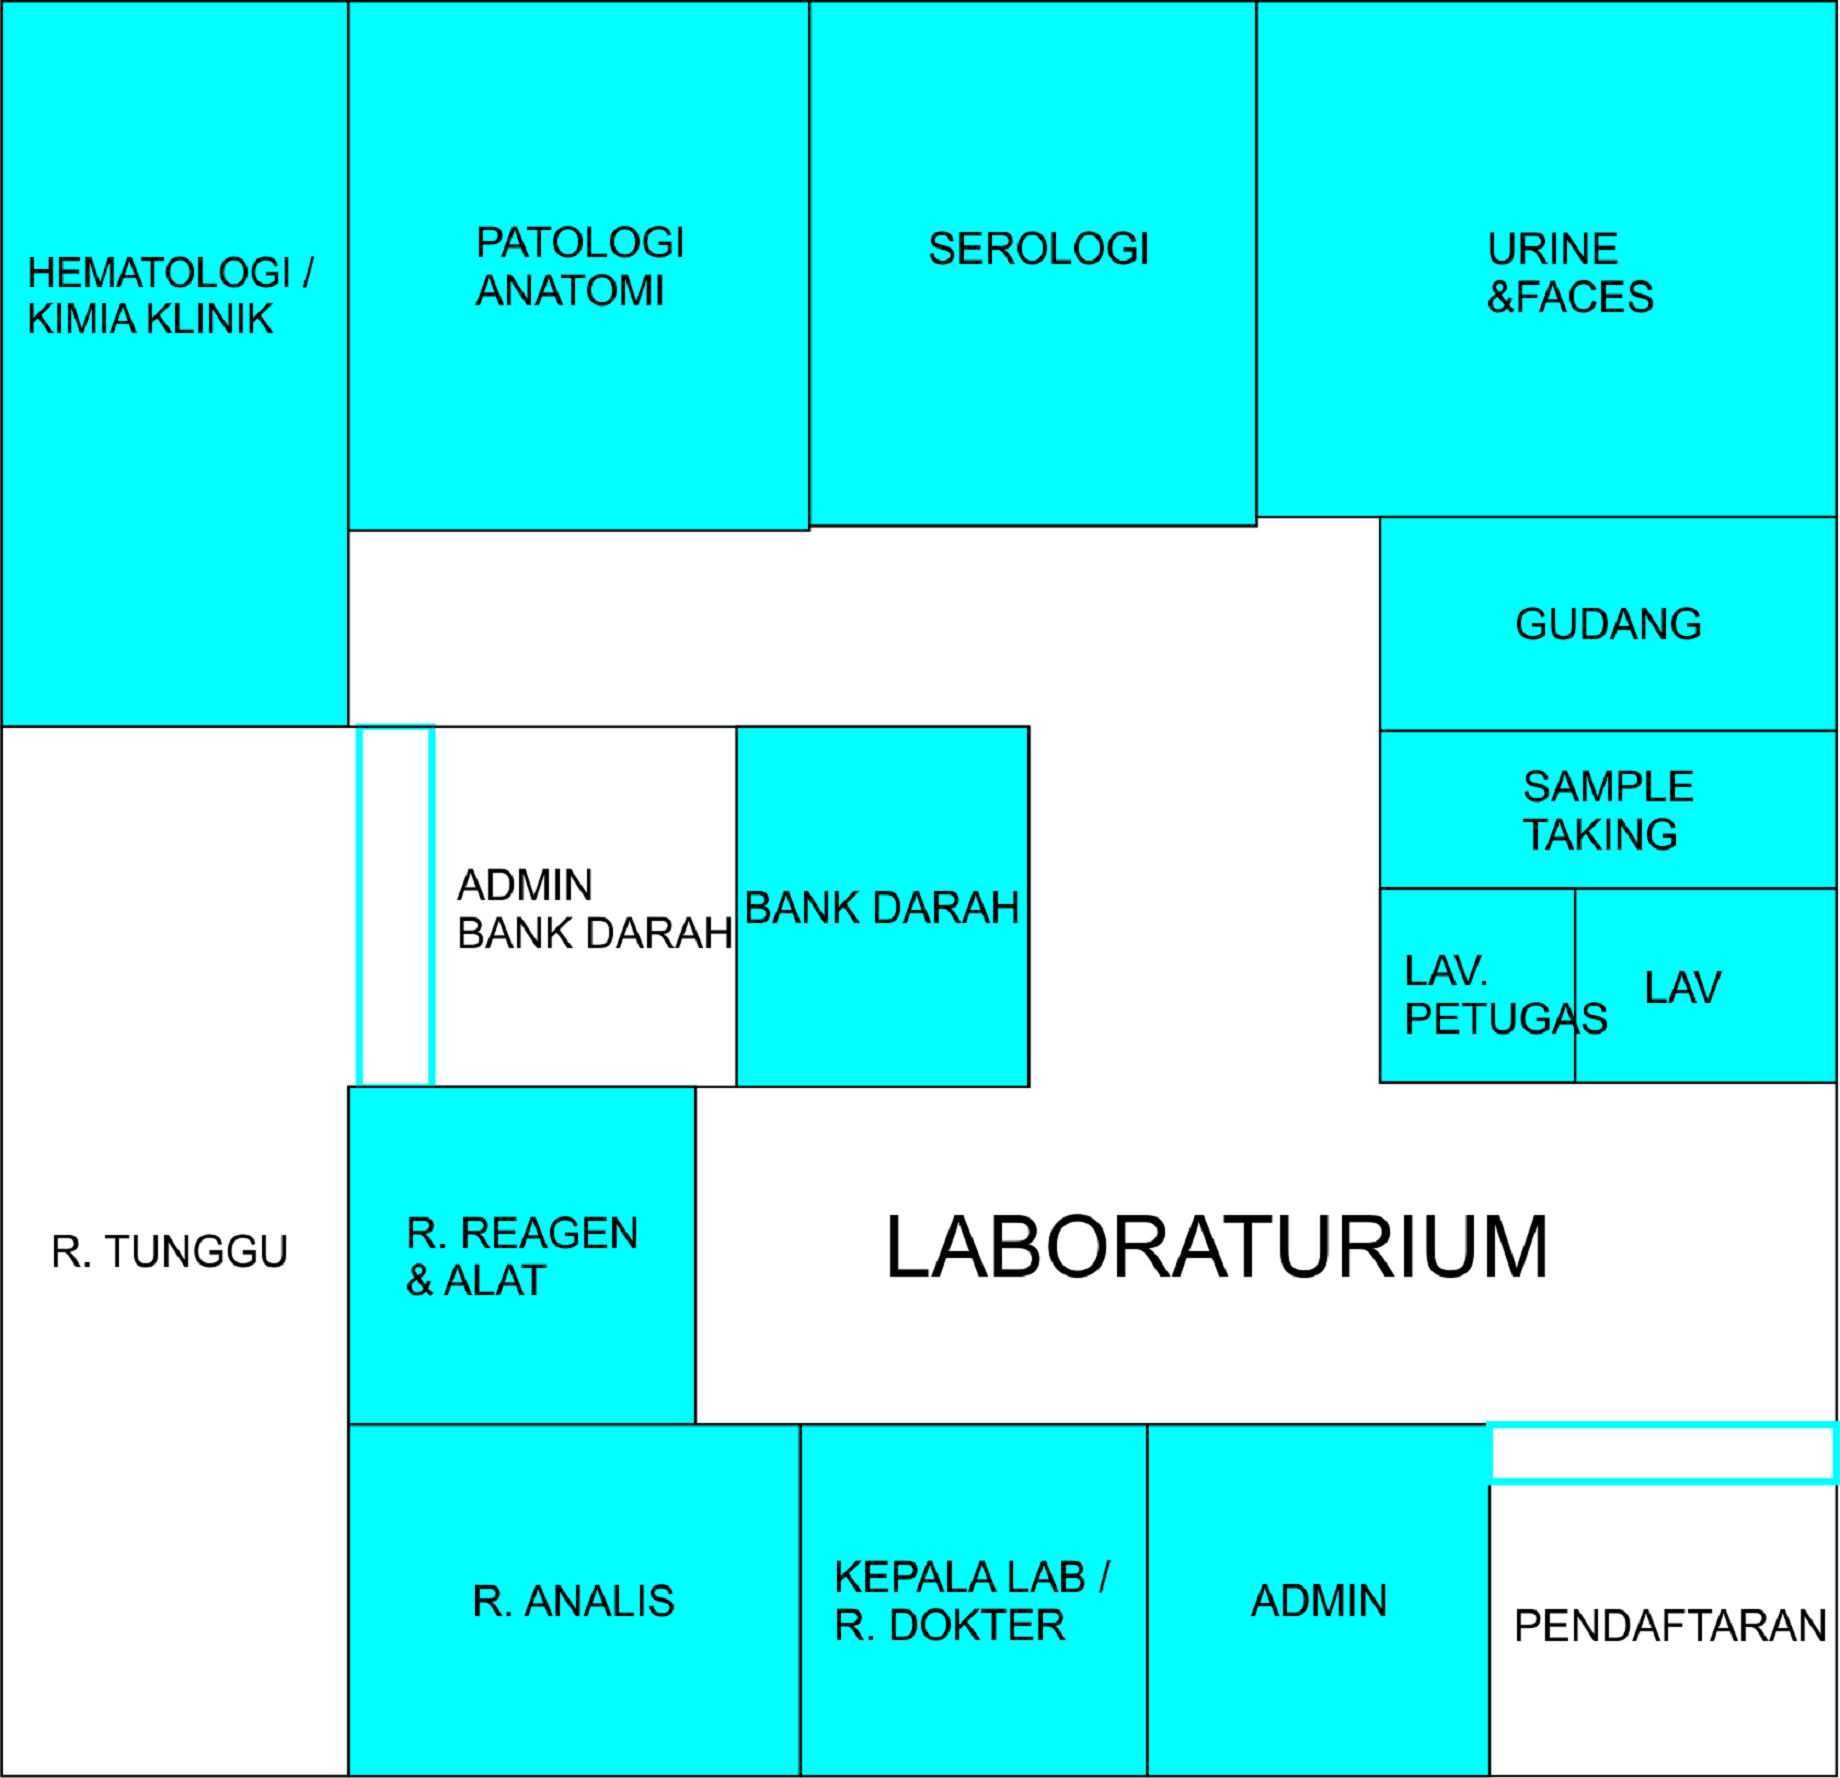 HEMATOLOGI /
KIMIA KLINIK
PATOLOGI
ANATOMI
SEROLOGI
URINE
&FACES
GUDANG
SAMPLE
TAKING
ADMIN
BANK DARAH
BANK DARAH
LAV.
PETUGAS
LAV
R. TUNGGU
R. REAGEN
& ALAT
LABORATURIUM
R. ANALIS
KEPALA LAB /
R. DOKTER
ADMIN
PENDAFTARAN